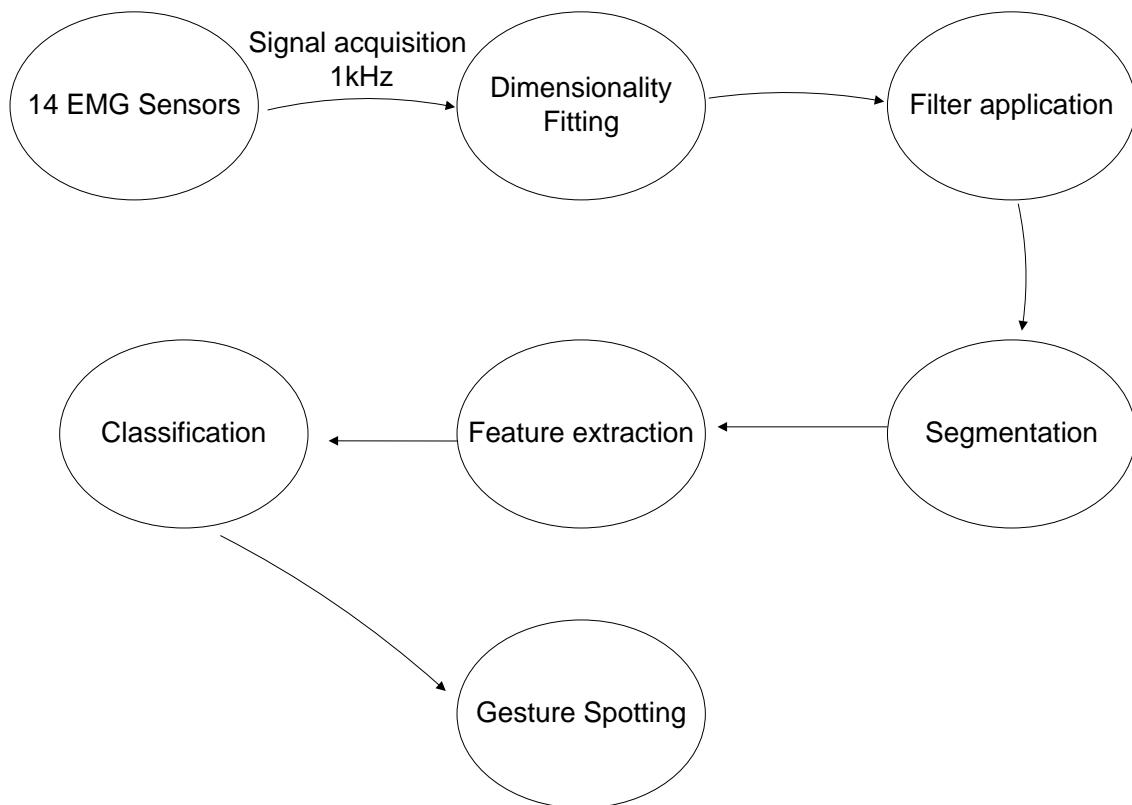 14 EMG Sensors
Signal acquisition
1kHz
Dimensionality
Fitting
Filter application
Segmentation
Feature extraction
Classification
Gesture Spotting